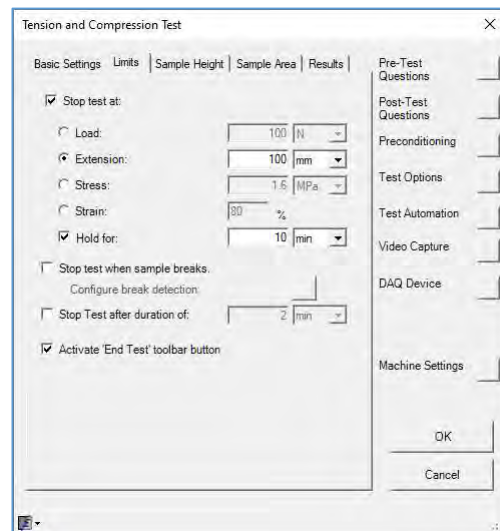 Tension and Compression Test
Basic Settings Limits Sample Height Sample Area Results
Stop test at:
Load: 100 N
Extension: 100 mm
Stress: 1.6 MPa
Strain: 80 %
Hold for: 10 min
Stop test when sample breaks.
Configure break detection:
Stop Test after duration of: 2 min
Activate 'End Test' toolbar button
Pre-Test
Questions
Post-Test
Questions
Preconditioning
Test Options
Test Automation
Video Capture
DAQ Device
Machine Settings
OK
Cancel